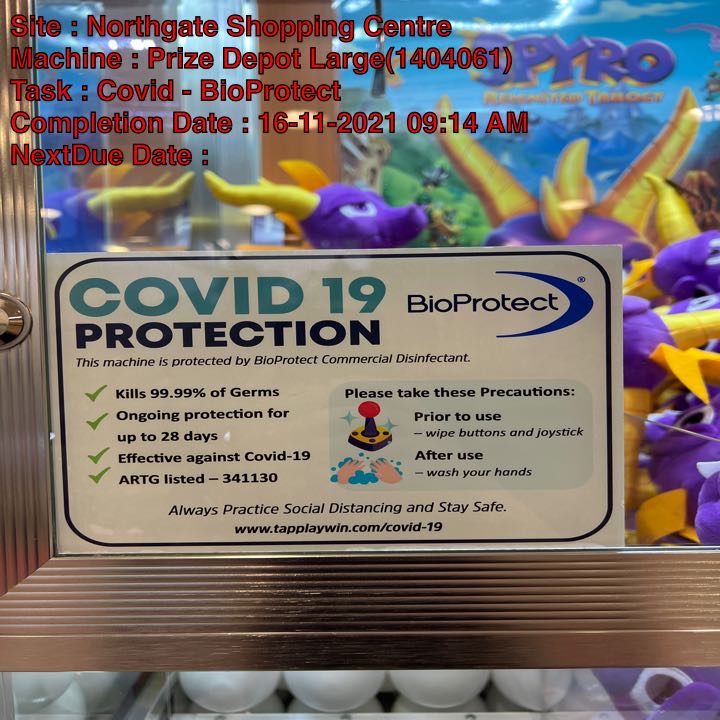 Site : Northgate Shopping Centre
Machine : Prize Depot Large(1404061)
Task : Covid - BioProtect
Completion Date : 16-11-2021 09:14 AM
NextDue Date :
SPYRO
REIGNITED TRILOGY
COVID 19
PROTECTION
BioProtect®
This machine is protected by BioProtect Commercial Disinfectant.
Kills 99.99% of Germs
Ongoing protection for
up to 28 days
Effective against Covid-19
ARTG listed – 341130
Please take these Precautions:
Prior to use
– wipe buttons and joystick
After use
– wash your hands
Always Practice Social Distancing and Stay Safe.
www.tapplaywin.com/covid-19